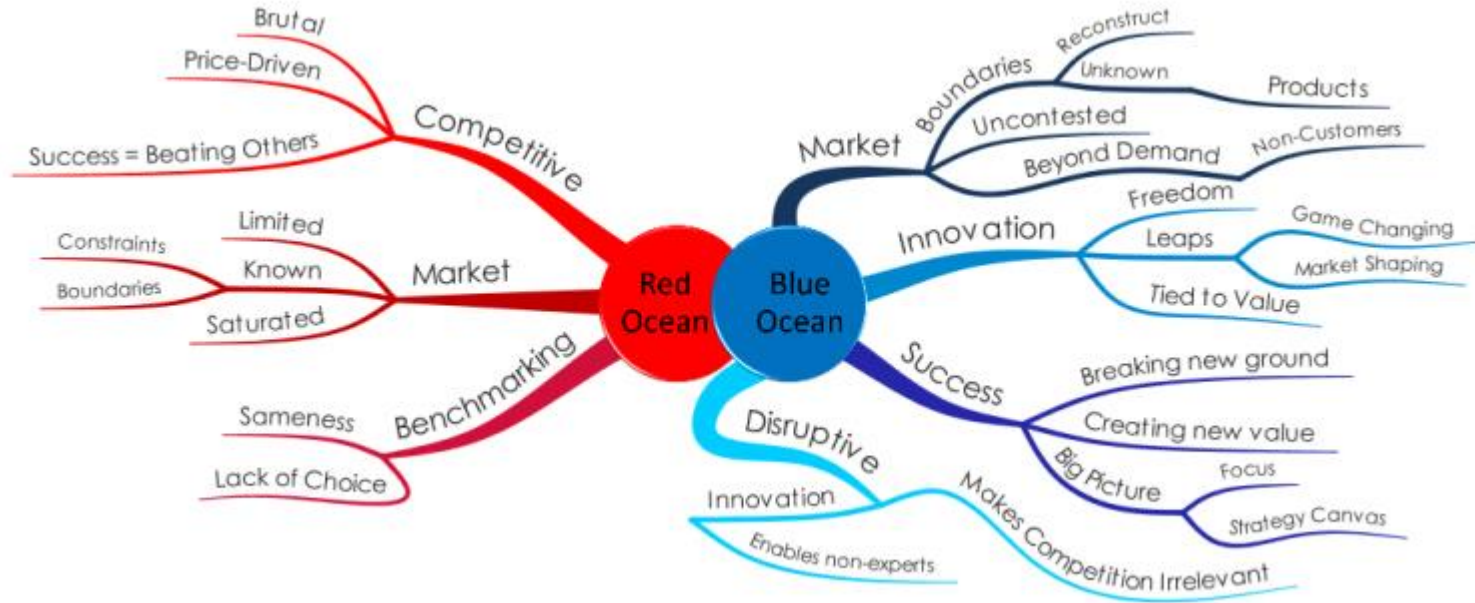 Brutal
Price-Driven
Success = Beating Others
Competitive
Limited
Constraints
Known
Boundaries
Saturated
Market
Sameness
Lack of Choice
Benchmarking
Red
Ocean
Blue
Ocean
Market
Boundaries
Reconstruct
Unknown
Products
Uncontested
Beyond Demand
Non-Customers
Innovation
Freedom
Leaps
Game Changing
Market Shaping
Tied to Value
Success
Breaking new ground
Creating new value
Big Picture
Focus
Strategy Canvas
Disruptive
Innovation
Enables non-experts
Makes Competition Irrelevant